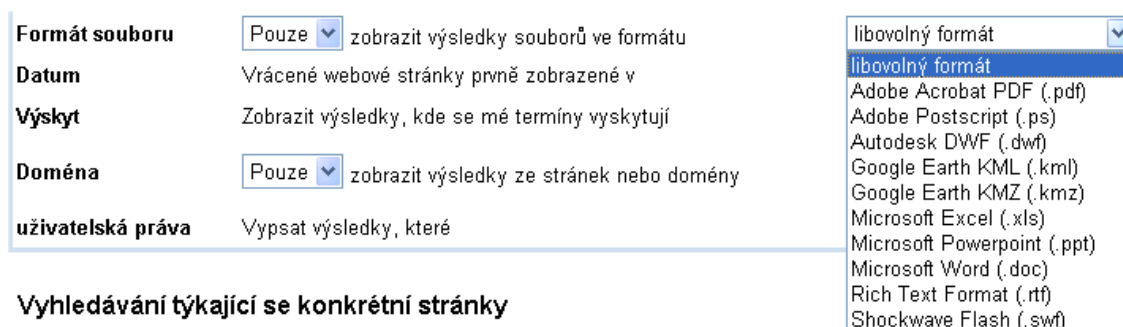 Formát souboru Pouze zobrazit výsledky souborů ve formátu libovolný formát
libovolný formát
Datum Vrácené webové stránky prvně zobrazené v
Adobe Acrobat PDF (.pdf)
Výskyt Zobrazit výsledky, kde se mé termíny vyskytují
Adobe Postscript (.ps)
Autodesk DWF (.dwf)
Doména Pouze zobrazit výsledky ze stránek nebo domény
Google Earth KML (.kml)
Google Earth KMZ (.kmz)
uživatelská práva Vypsat výsledky, které
Microsoft Excel (.xls)
Microsoft Powerpoint (.ppt)
Microsoft Word (.doc)
Vyhledávání týkající se konkrétní stránky
Rich Text Format (.rtf)
Shockwave Flash (.swf)